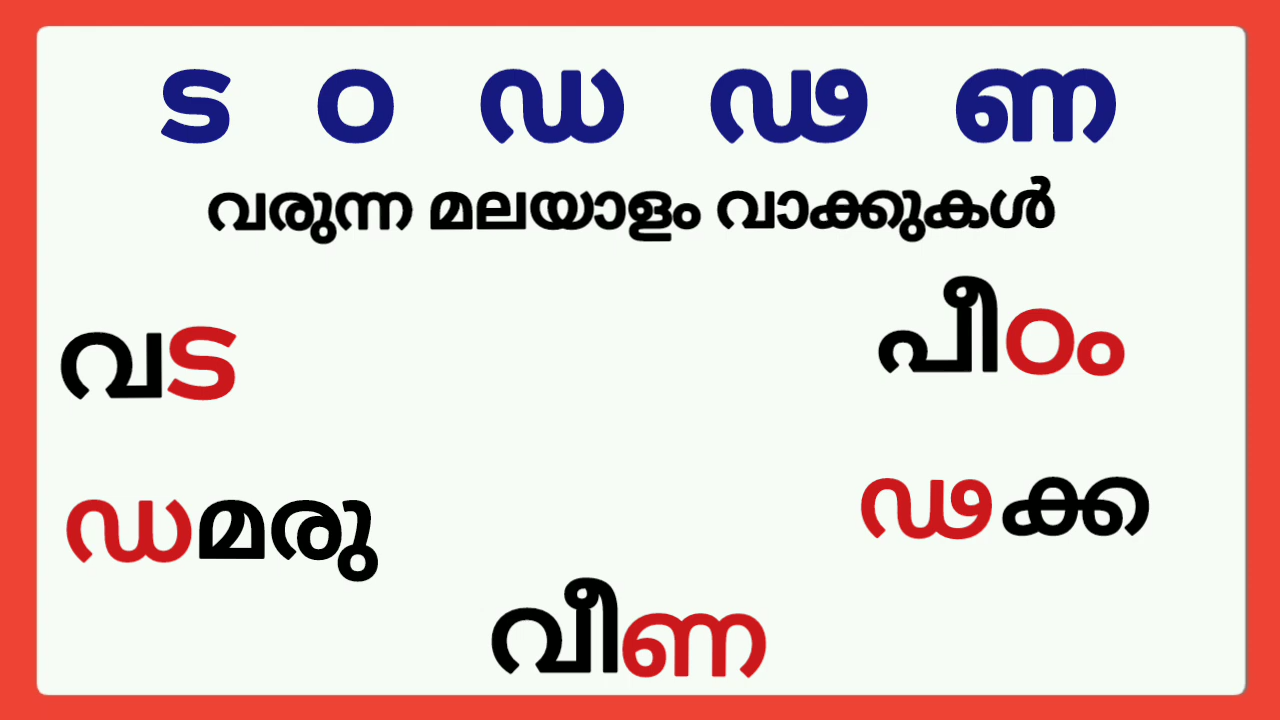 ട ഠ ഡ ഢ ണ
വരുന്ന മലയാളം വാക്കുകൾ
വട
പീഠം
ഡമരു
ഢക്ക
വീണ